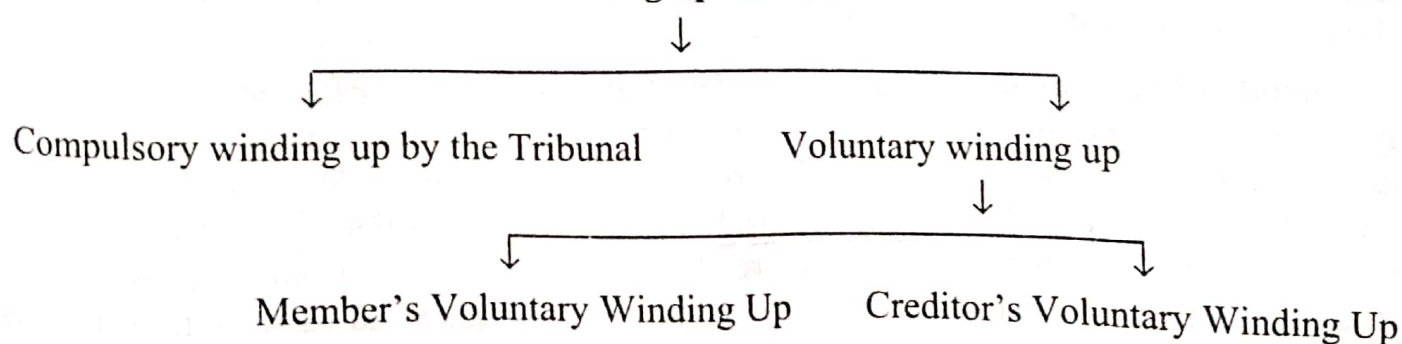 Compulsory winding up by the Tribunal Voluntary winding up
Member's Voluntary Winding Up Creditor's Voluntary Winding Up